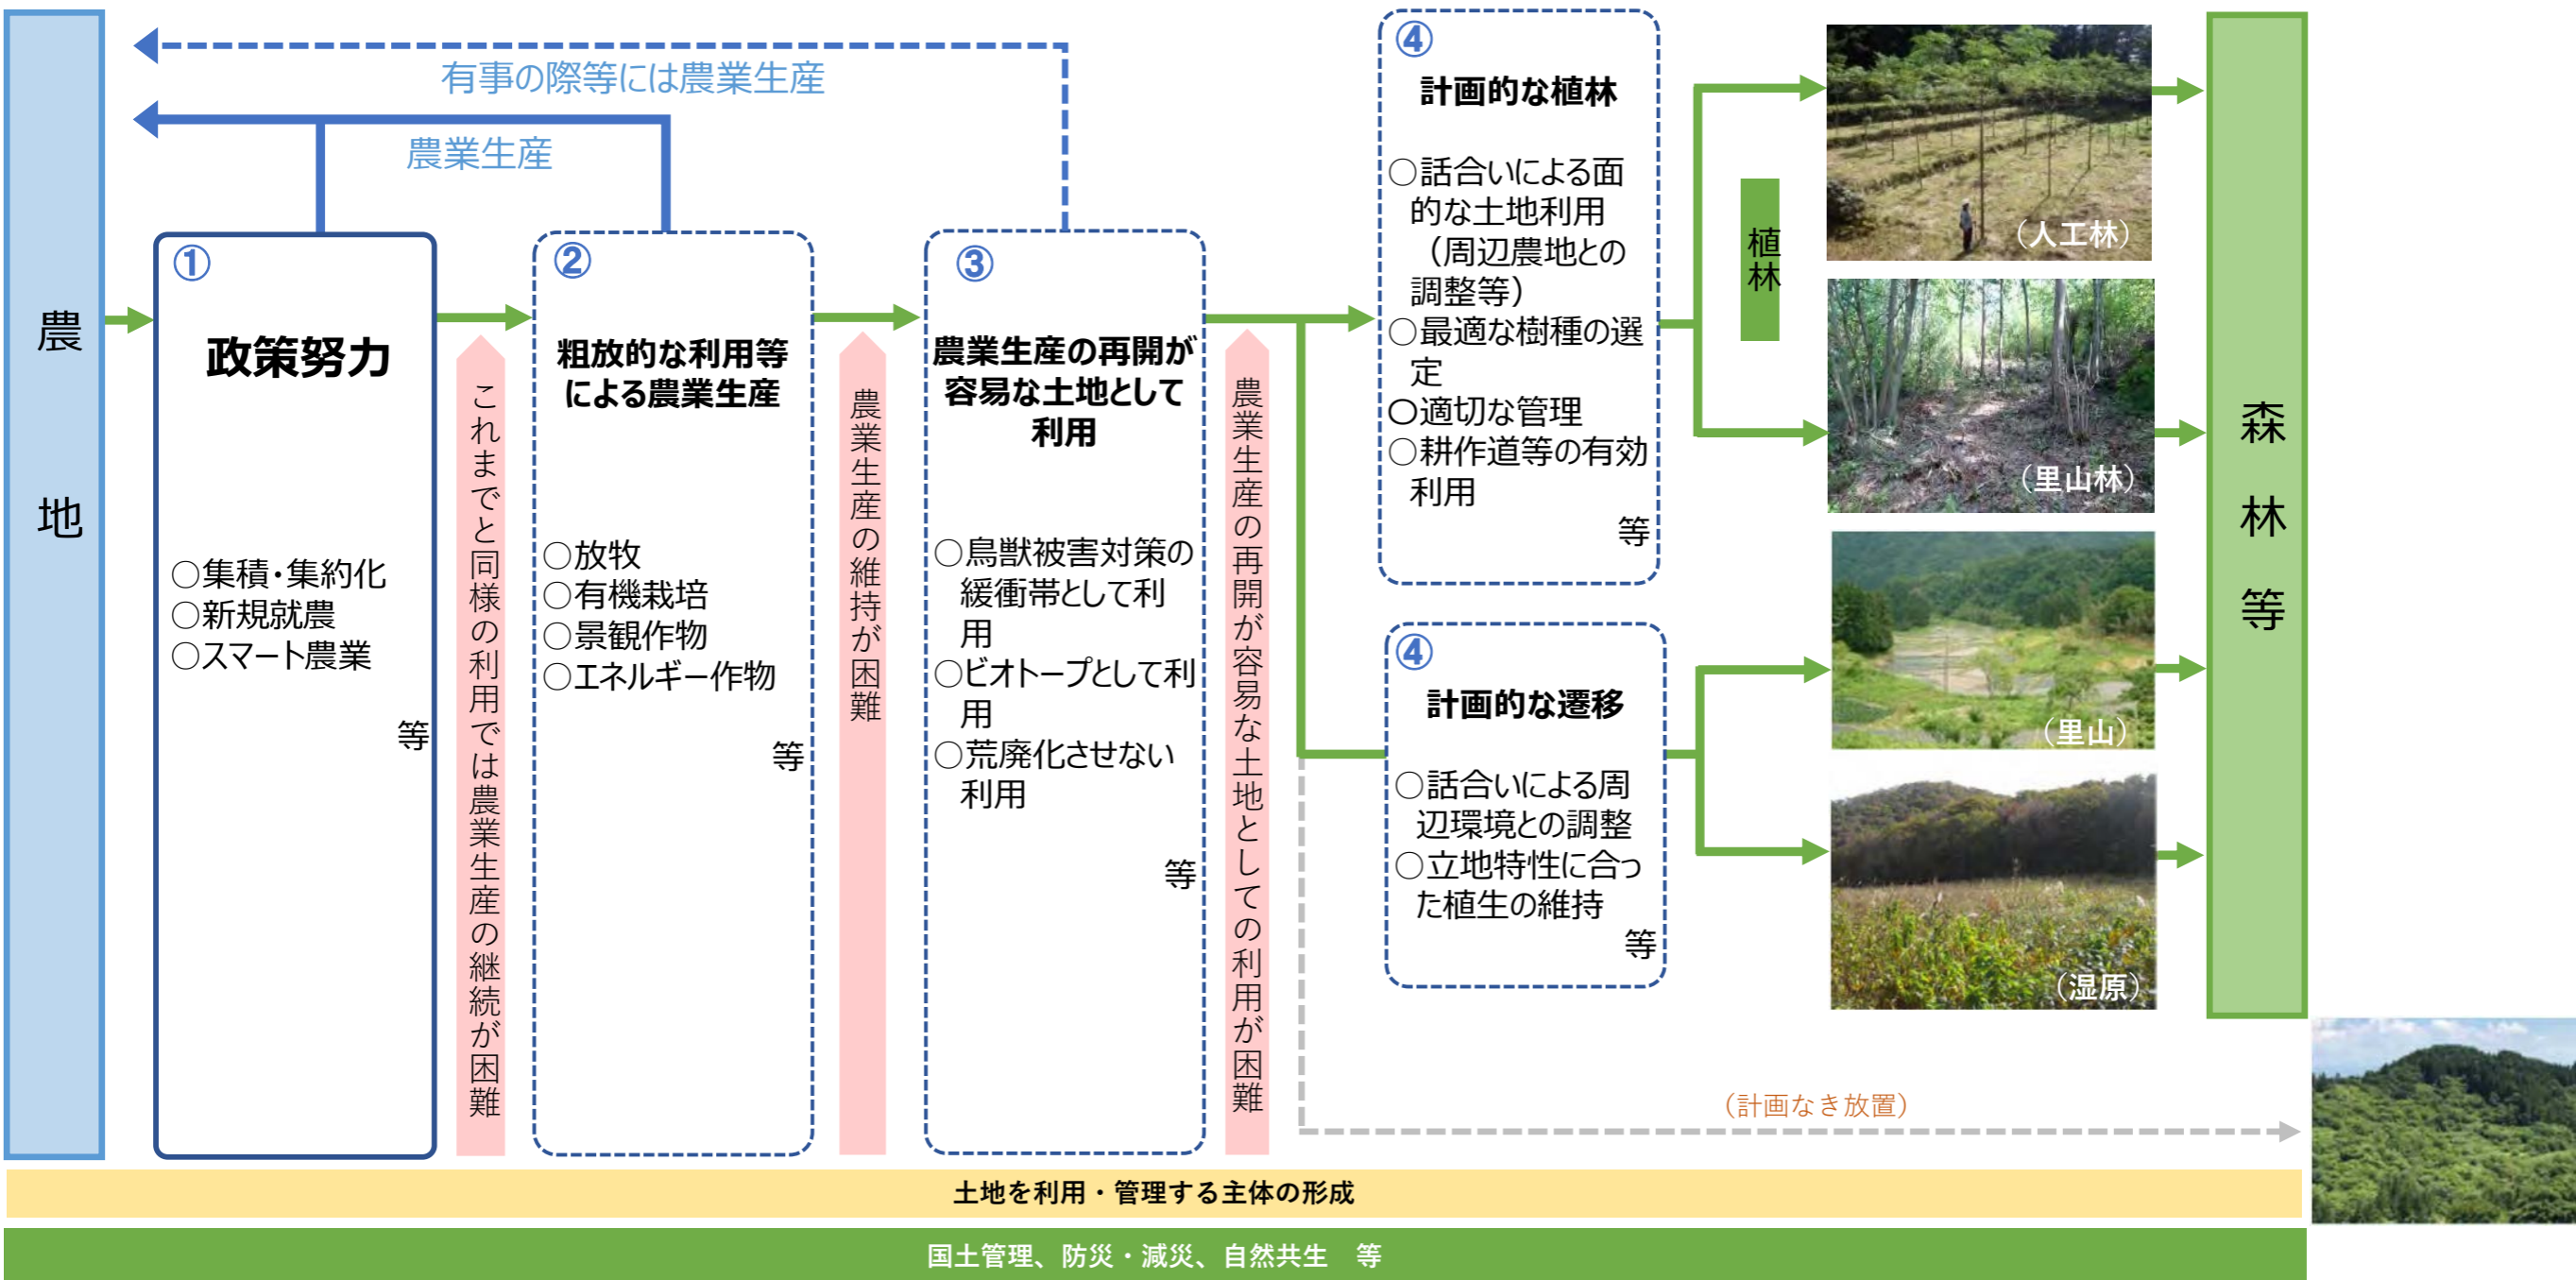 農地
有事の際等には農業生産
農業生産
①
政策努力
○集積・集約化
○新規就農
○スマート農業
等
これまでと同様の利用では農業生産の継続が困難
②
粗放的な利用等
による農業生産
○放牧
○有機栽培
○景観作物
○エネルギー作物
等
農業生産の維持が困難
③
農業生産の再開が
容易な土地として
利用
○鳥獣被害対策の
緩衝帯として利
用
○ビオトープとして利
用
○荒廃化させない
利用
等
農業生産の再開が容易な土地としての利用が困難
④
計画的な植林
○話合いによる面
的な土地利用
（周辺農地との
調整等）
○最適な樹種の選
定
○適切な管理
○耕作道等の有効
利用
等
④
計画的な遷移
○話合いによる周
辺環境との調整
○立地特性に合っ
た植生の維持
等
植林
（人工林）
（里山林）
（里山）
（湿原）
森林等
（計画なき放置）
土地を利用・管理する主体の形成
国土管理、防災・減災、自然共生　等